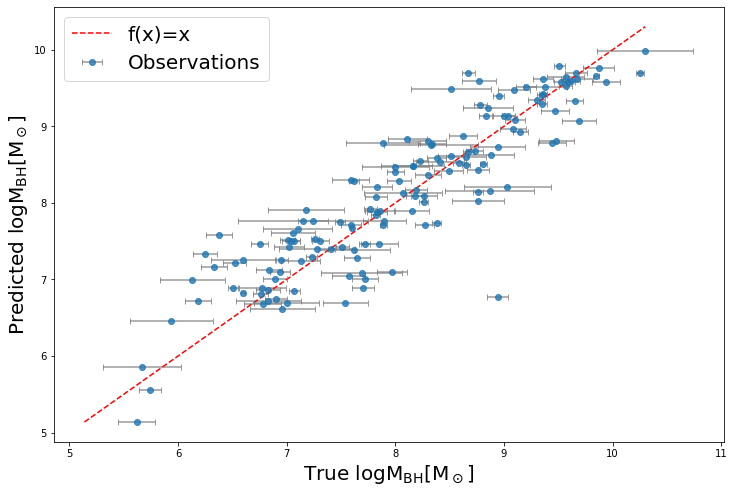 f(x)=x
Observations
Predicted logM_BH[M_⊙]
10
9
8
7
6
5
5 6 7 8 9 10 11
True logM_BH[M_⊙]